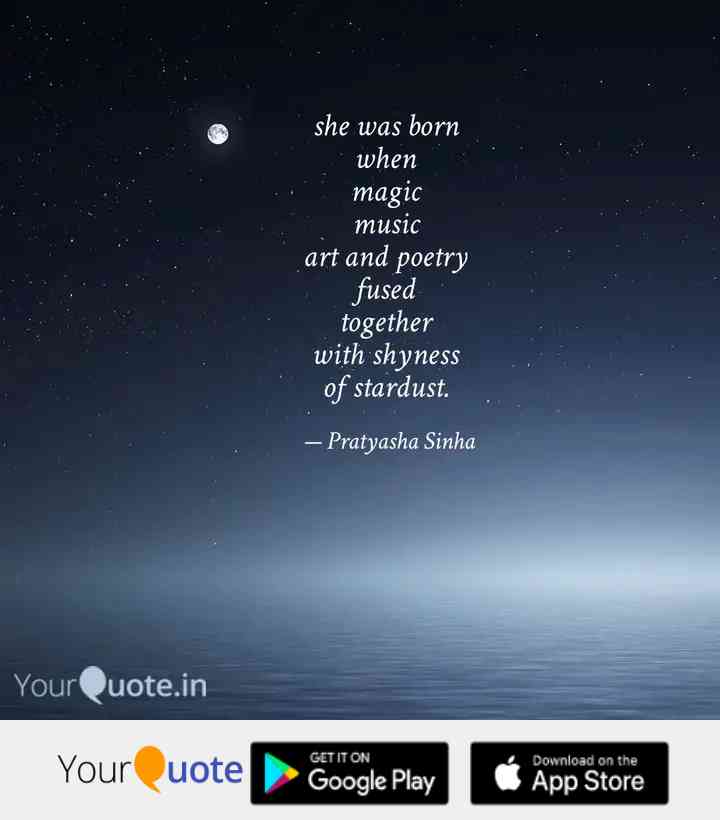 she was born
when
magic
music
art and poetry
fused
together
with shyness
of stardust.
— Pratyasha Sinha
YourQuote.in
YourQuote
GET IT ON
Google Play
Download on the
App Store